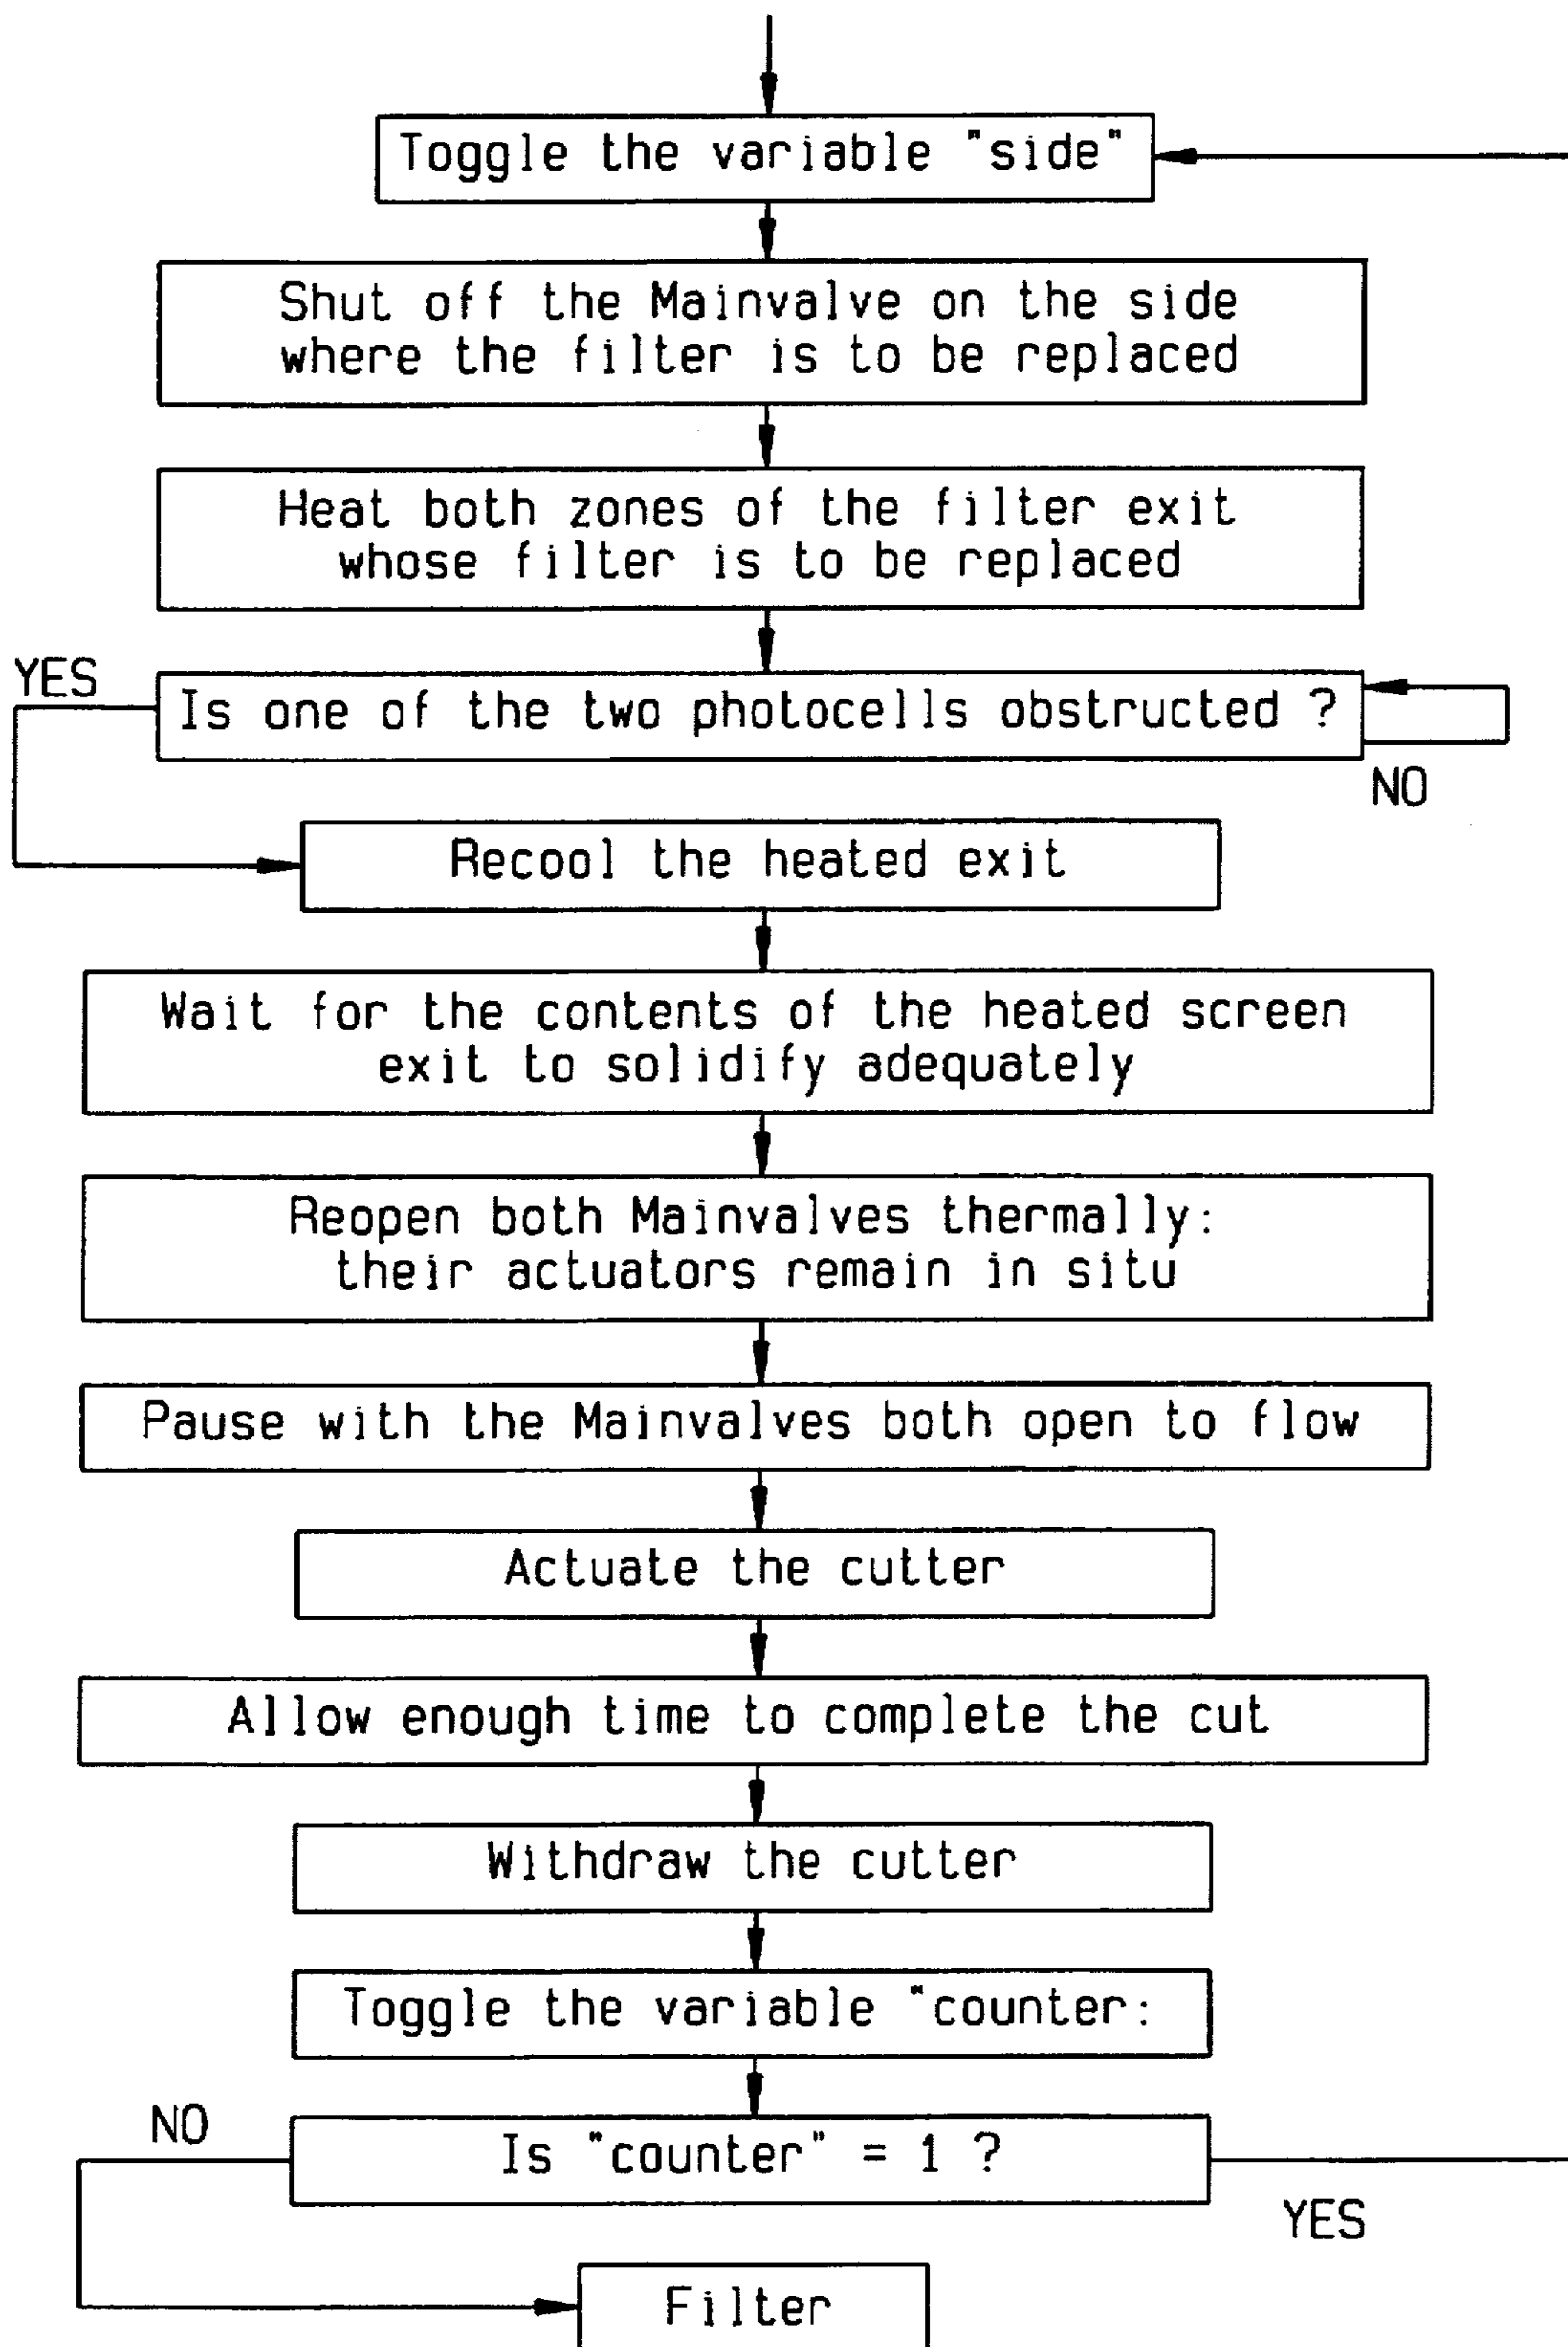 Toggle the variable "side"
Shut off the Mainvalve on the side
where the filter is to be replaced
Heat both zones of the filter exit
whose filter is to be replaced
YES
Is one of the two photocells obstructed ?
NO
Recool the heated exit
Wait for the contents of the heated screen
exit to solidify adequately
Reopen both Mainvalves thermally:
their actuators remain in situ
Pause with the Mainvalves both open to flow
Actuate the cutter
Allow enough time to complete the cut
Withdraw the cutter
Toggle the variable "counter:
NO
Is "counter" = 1 ?
YES
Filter